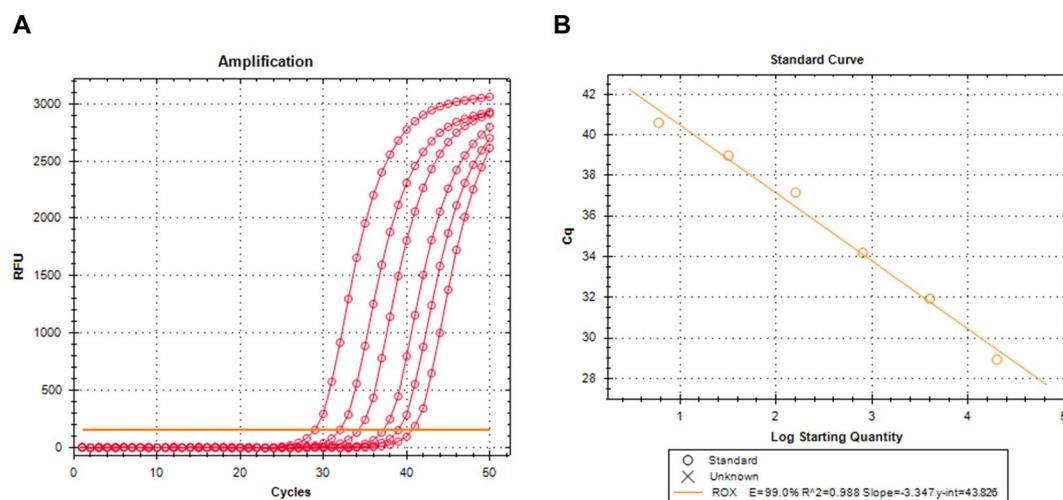 A
Amplification
RFU
3000
2500
2000
1500
1000
500
0
0 10 20 30 40 50
Cycles
B
Standard Curve
Cq
42
40
38
36
34
32
30
28
1 2 3 4 5
Log Starting Quantity
Standard
Unknown
ROX E=99.0% R^2=0.988 Slope=-3.347 y-int=43.826